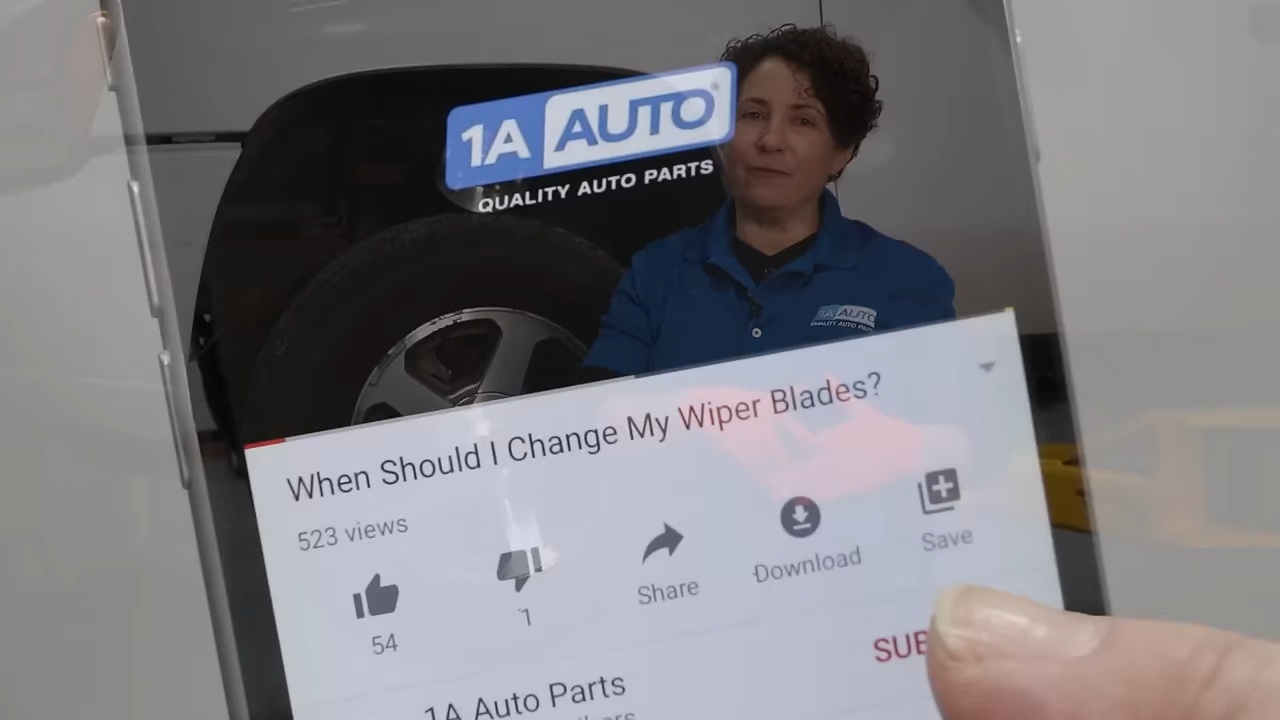 1A AUTO
QUALITY AUTO PARTS
1A AUTO
QUALITY AUTO
When Should I Change My Wiper Blades?
523 views
54
1
Share
Download
Save
SUB
1A Auto Parts